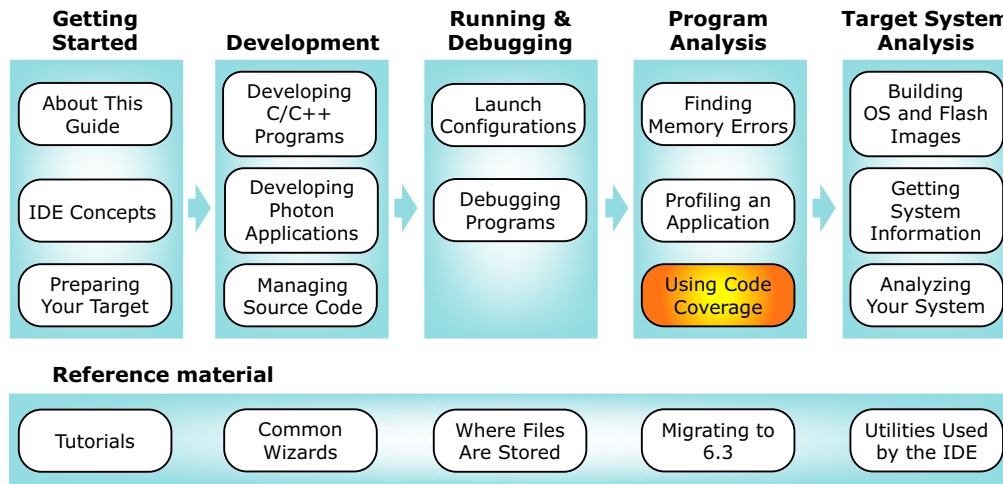 Getting
Started
About This
Guide
IDE Concepts
Preparing
Your Target
Development
Developing
C/C++
Programs
Developing
Photon
Applications
Managing
Source Code
Running &
Debugging
Launch
Configurations
Debugging
Programs
Program
Analysis
Finding
Memory Errors
Profiling an
Application
Using Code
Coverage
Target System
Analysis
Building
OS and Flash
Images
Getting
System
Information
Analyzing
Your System
Reference material
Tutorials
Common
Wizards
Where Files
Are Stored
Migrating to
6.3
Utilities Used
by the IDE